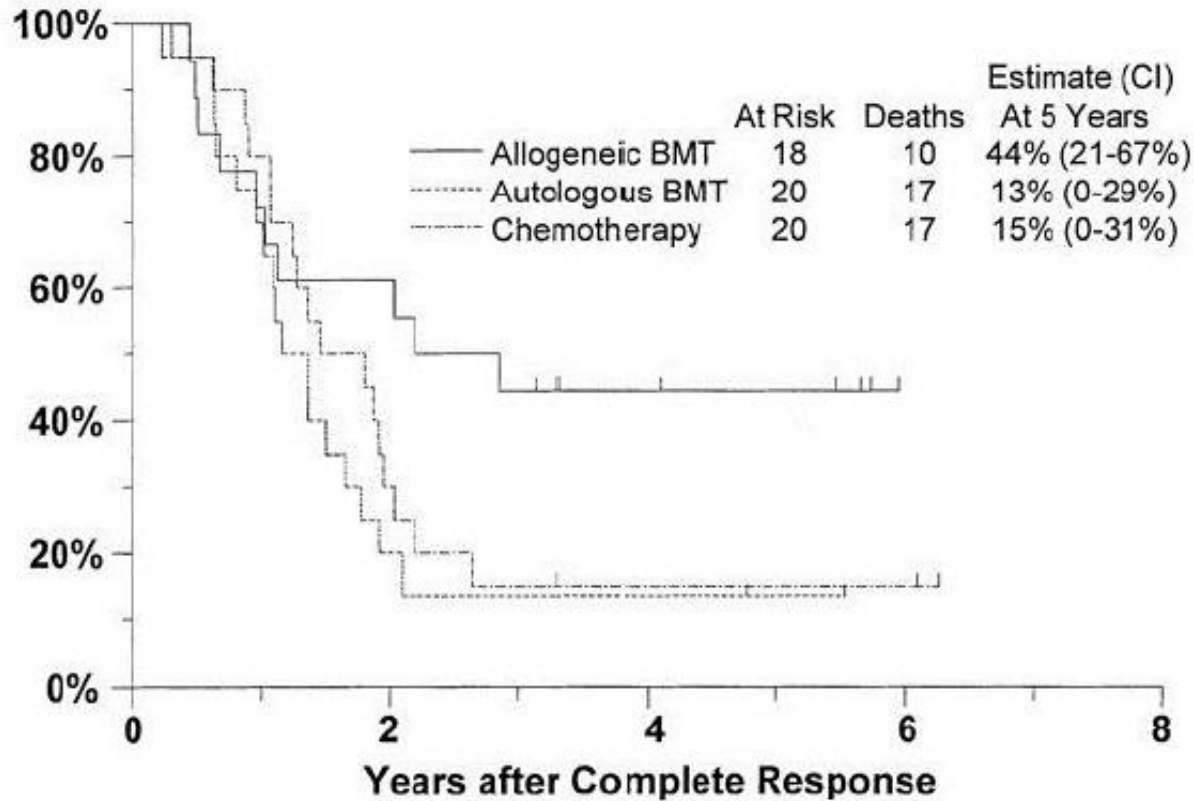 100%
80%
60%
40%
20%
0%
Estimate (CI)
At Risk Deaths At 5 Years
Allogeneic BMT 18 10 44% (21-67%)
Autologous BMT 20 17 13% (0-29%)
Chemotherapy 20 17 15% (0-31%)
0 2 4 6 8
Years after Complete Response